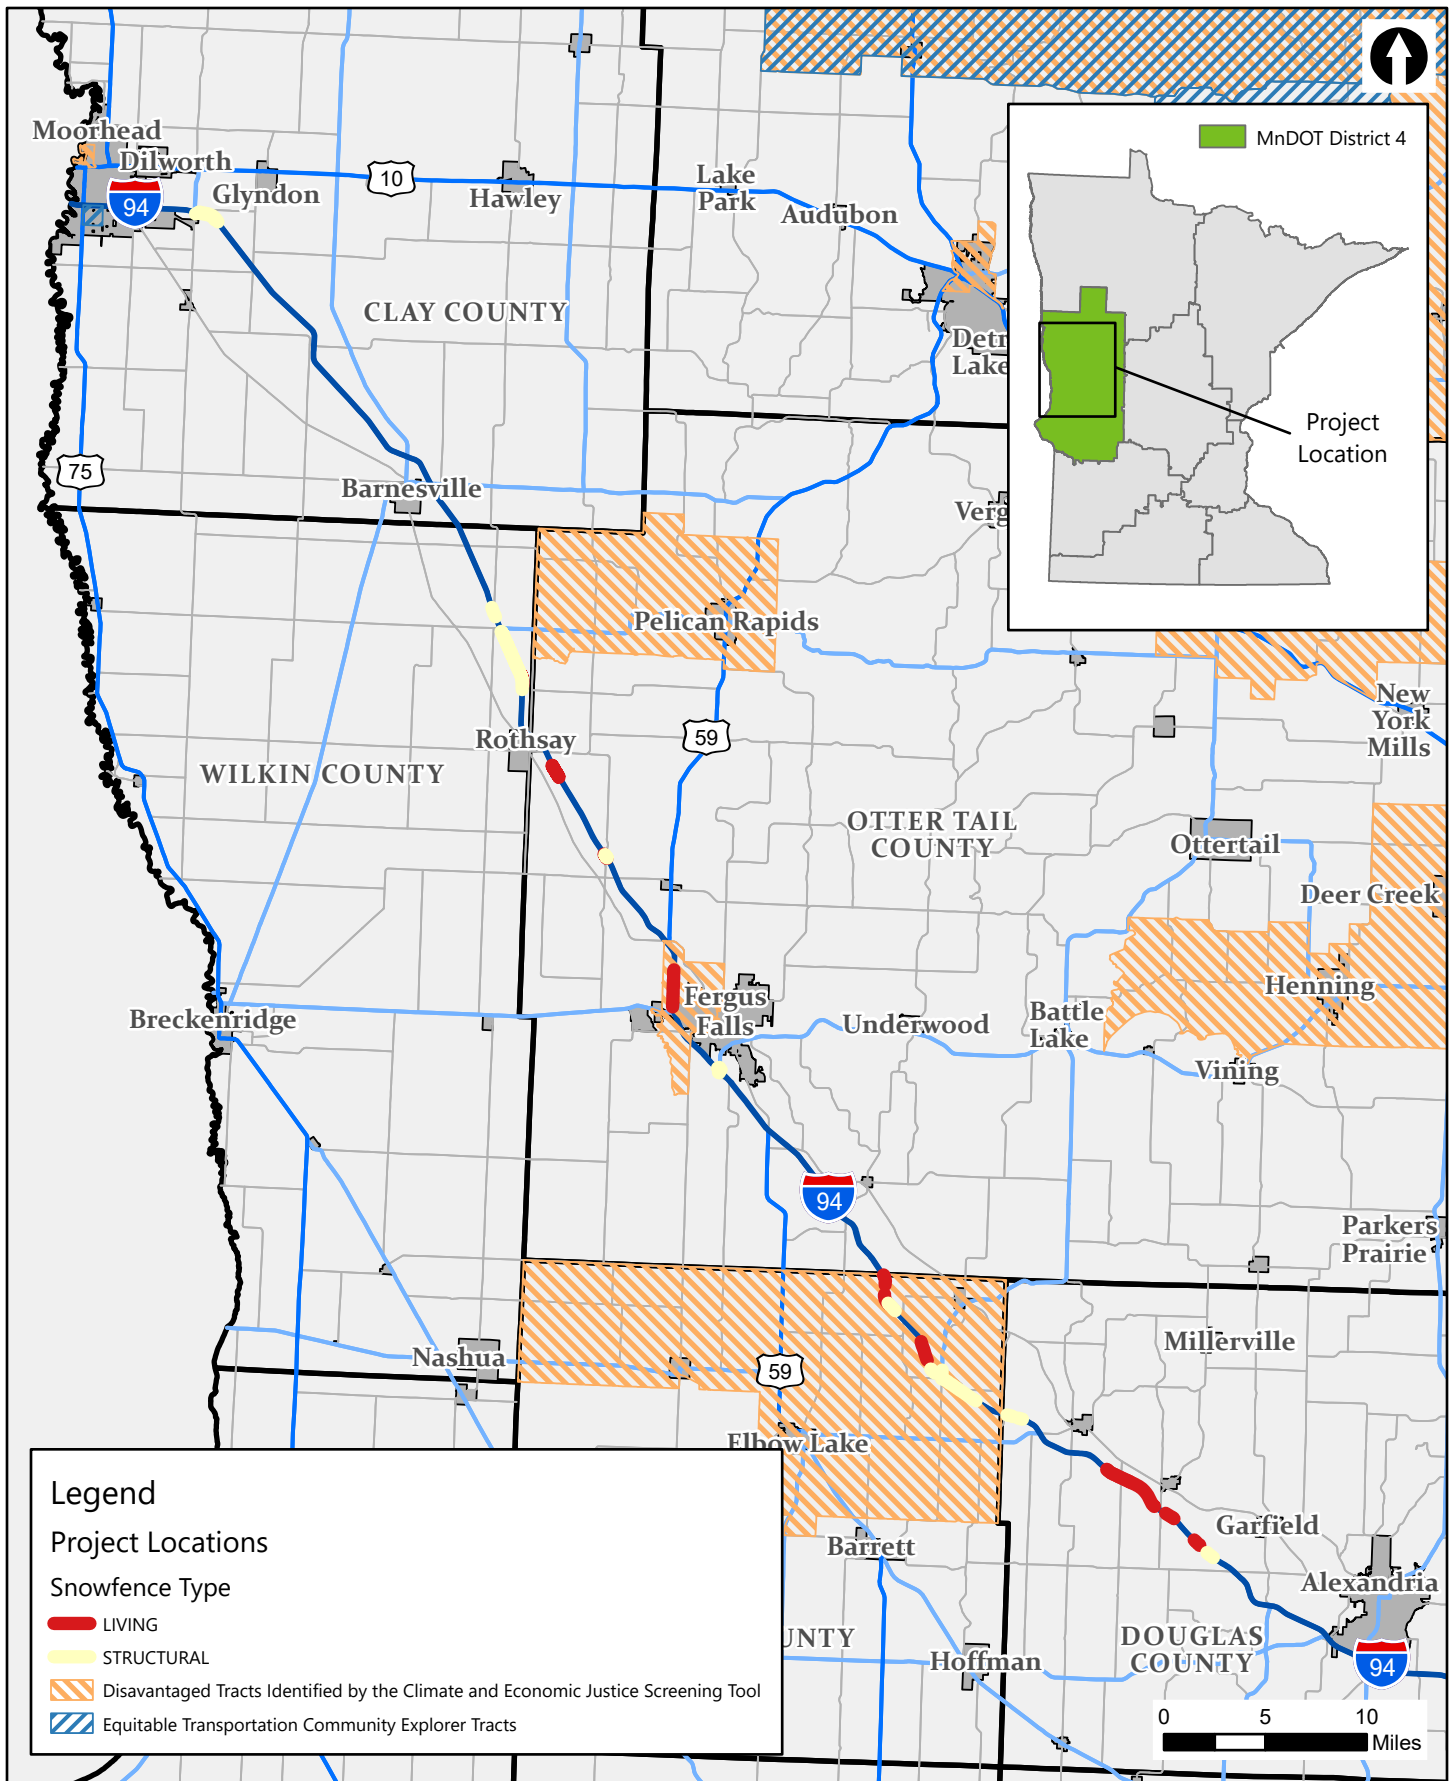 MnDOT District 4
Project
Location
Moorhead
Dilworth
94
Glyndon
10
Hawley
Lake
Park
Audubon
CLAY COUNTY
Detr
Lake
75
Barnesville
Verg
Pelican Rapids
New
York
Mills
59
Rothsay
WILKIN COUNTY
OTTER TAIL
COUNTY
Ottertail
Deer Creek
Henning
Fergus
Falls
Breckenridge
Underwood
Battle
Lake
Vining
94
Parkers
Prairie
Millerville
Nashua
59
Elbow Lake
Garfield
Barrett
Alexandria
UNTY
DOUGLAS
COUNTY
Hoffman
94
Legend
Project Locations
Snowfence Type
LIVING
STRUCTURAL
Disavantaged Tracts Identified by the Climate and Economic Justice Screening Tool
Equitable Transportation Community Explorer Tracts
0 5 10
Miles